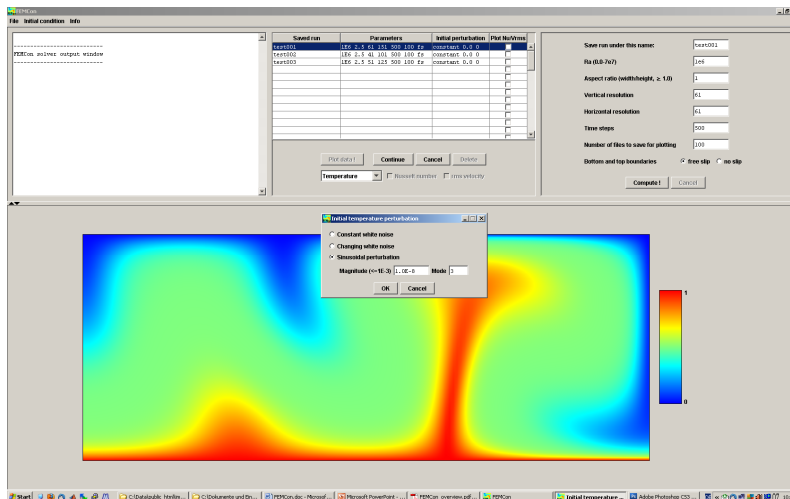 FEMCon
File Initial condition Info
-------------------------
FEMCon solver output window
-------------------------
Saved run Parameters Initial perturbation Plot Nu/Vrms
test001 1E6 2.5 61 151 500 100 fs constant 0.0 0
test002 1E6 2.5 41 101 500 100 fs constant 0.0 0
test003 1E6 2.5 51 125 500 100 fs constant 0.0 0
Plot data! Continue Cancel Delete
Temperature Nusselt number rms velocity
Save run under this name: test001
Ra (0.0-7e7) 1e6
Aspect ratio (width:height, ≥ 1.0) 1
Vertical resolution 61
Horizontal resolution 61
Time steps 500
Number of files to save for plotting 100
Bottom and top boundaries free slip no slip
Compute! Cancel
Initial temperature perturbation
Constant white noise
Changing white noise
Sinusoidal perturbation
Magnitude (<=1E-3) 1.0E-8 Mode 3
OK Cancel
1
0
Start C:\Data\public_html\m... C:\Dokumente und Ein... FEMCon.doc - Microsof... Microsoft PowerPoint - ... FEMCon_overview.pdf... FEMCon Initial temperature ... Adobe Photoshop CS3 ...